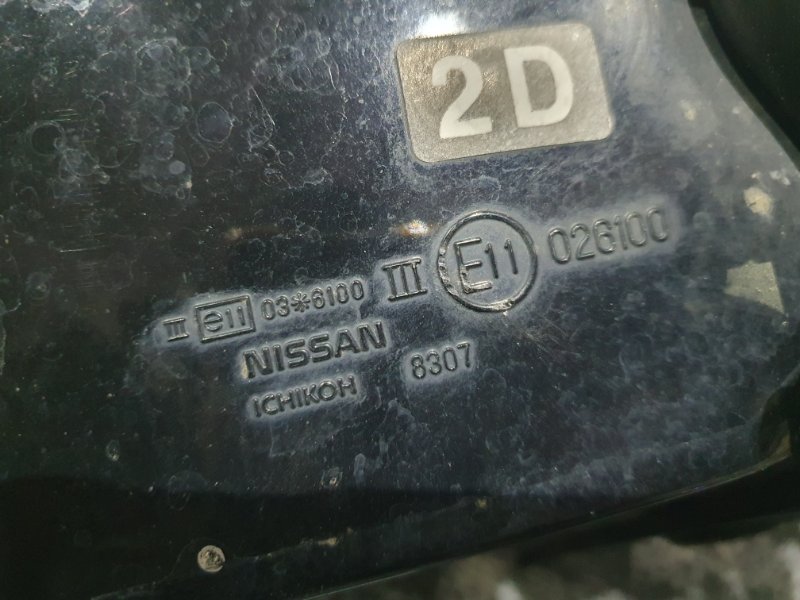 2D
III e11 03*6100 III E11 026100
NISSAN 8307
ICHIKOH